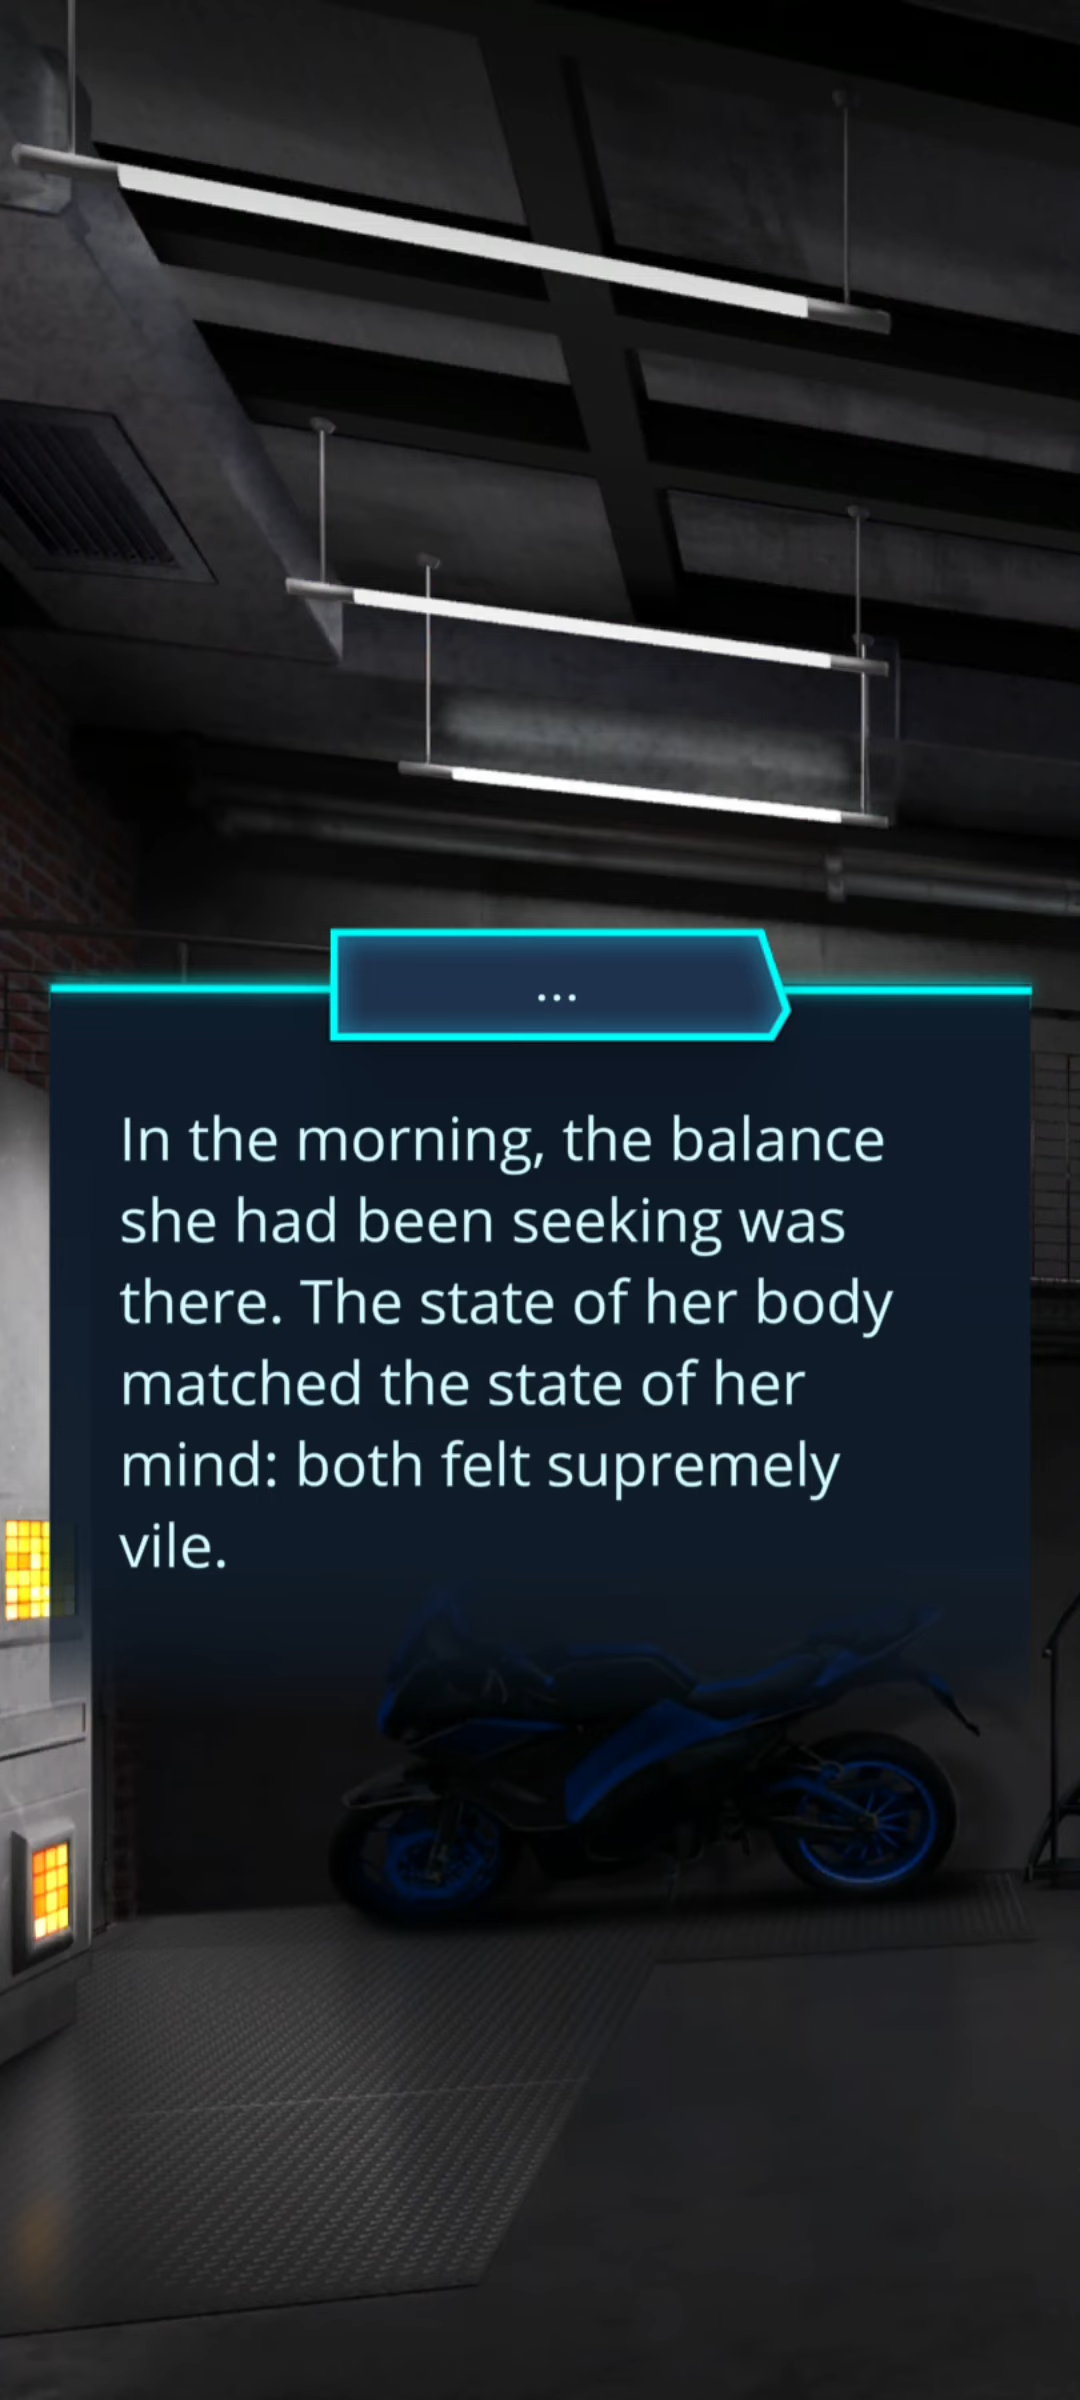 ...
In the morning, the balance
she had been seeking was
there. The state of her body
matched the state of her
mind: both felt supremely
vile.